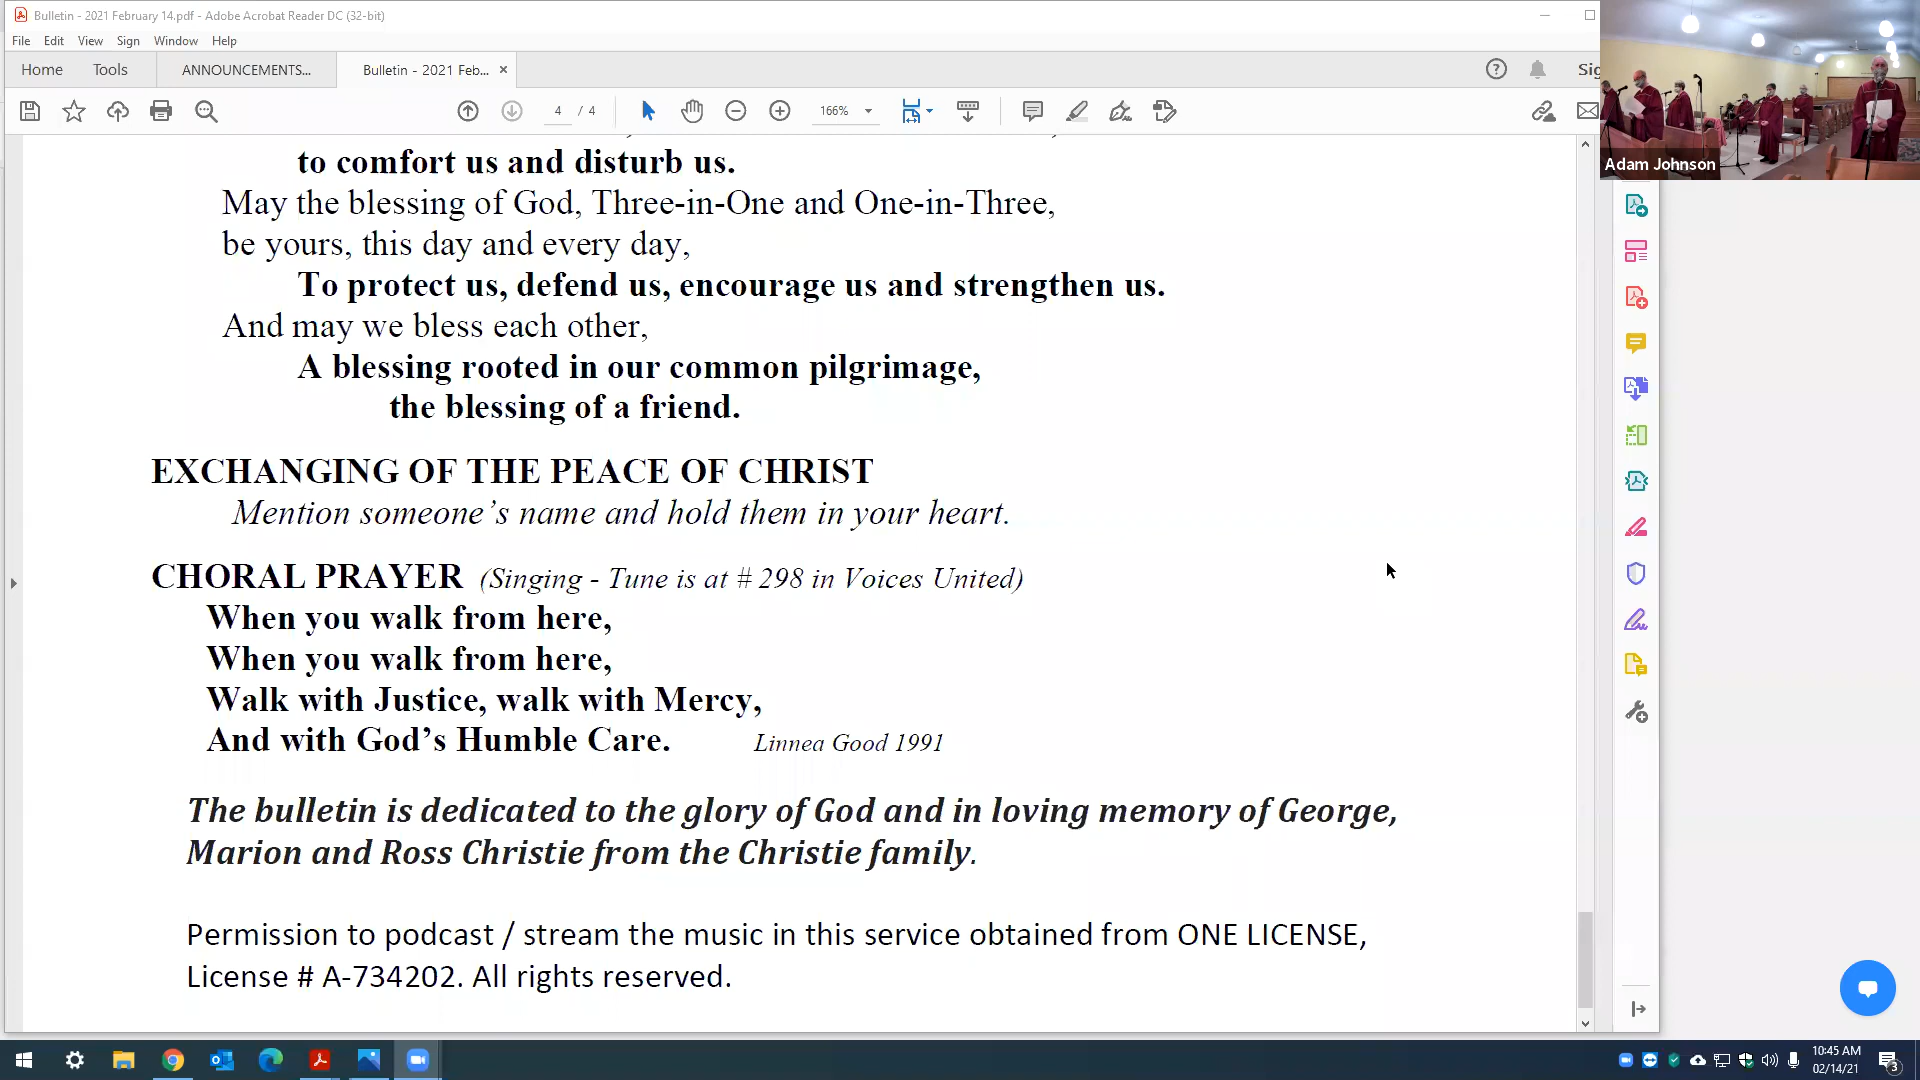 Bulletin - 2021 February 14.pdf - Adobe Acrobat Reader DC (32-bit)
File Edit View Sign Window Help
Home Tools ANNOUNCEMENTS... Bulletin - 2021 Feb... ×
4 / 4 166%
Adam Johnson
to comfort us and disturb us.
May the blessing of God, Three-in-One and One-in-Three,
be yours, this day and every day,
To protect us, defend us, encourage us and strengthen us.
And may we bless each other,
A blessing rooted in our common pilgrimage,
the blessing of a friend.
EXCHANGING OF THE PEACE OF CHRIST
Mention someone’s name and hold them in your heart.
CHORAL PRAYER (Singing - Tune is at # 298 in Voices United)
When you walk from here,
When you walk from here,
Walk with Justice, walk with Mercy,
And with God’s Humble Care. Linnea Good 1991
The bulletin is dedicated to the glory of God and in loving memory of George,
Marion and Ross Christie from the Christie family.
Permission to podcast / stream the music in this service obtained from ONE LICENSE,
License # A-734202. All rights reserved.
10:45 AM
02/14/21
3